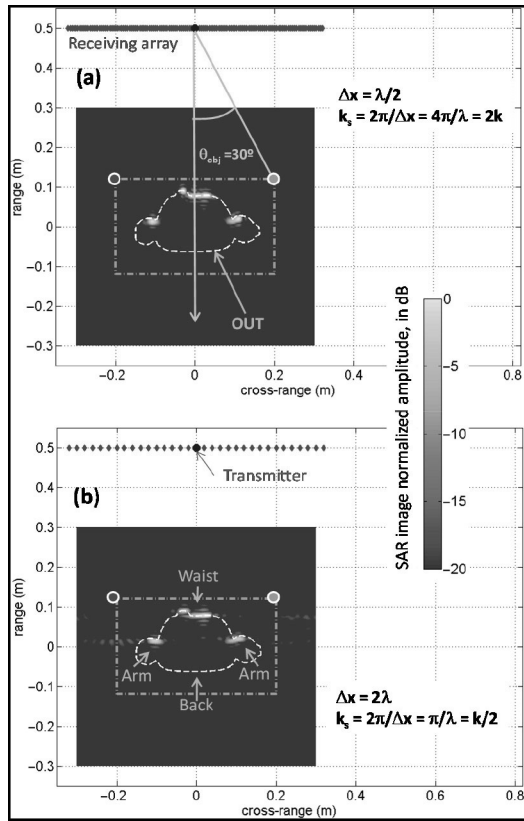 0.5
0.4
0.3
0.2
0.1
0
-0.1
-0.2
-0.3
range (m)
Receiving array
(a)
Δx = λ/2
kₛ = 2π/Δx = 4π/λ = 2k
θobj =30º
OUT
-0.2 0 0.2 0.4 0.6 0.8
cross-range (m)
SAR image normalized amplitude, in dB
0
-5
-10
-15
-20
0.5
0.4
0.3
0.2
0.1
0
-0.1
-0.2
-0.3
range (m)
Transmitter
(b)
Waist
Arm
Arm
Back
Δx = 2λ
kₛ = 2π/Δx = π/λ = k/2
-0.2 0 0.2 0.4 0.6 0.8
cross-range (m)